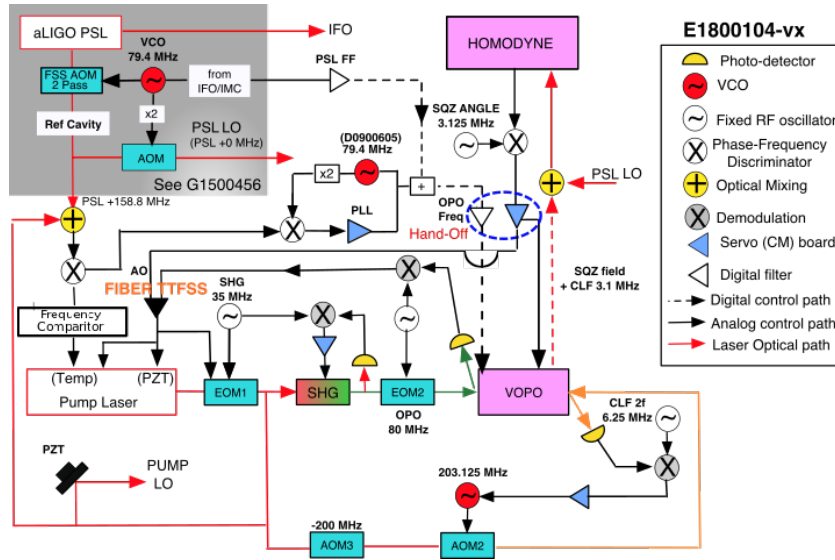 E1800104-vx
aLIGO PSL
VCO
79.4 MHz
IFO
FSS AOM
2 Pass
from
IFO/IMC
PSL FF
HOMODYNE
Photo-detector
VCO
Fixed RF oscillator
Phase-Frequency
Discriminator
Optical Mixing
Demodulation
Servo (CM) board
Digital filter
Digital control path
Analog control path
Laser Optical path
Ref Cavity
x2
AOM
PSL LO
(PSL +0 MHz)
See G1500456
SQZ ANGLE
3.125 MHz
(D0900605)
79.4 MHz
x2
PLL
PSL LO
PSL +158.8 MHz
OPO
Freq
Hand-Off
AO
FIBER TTFSS
SHG
35 MHz
SQZ field
+ CLF 3.1 MHz
Frequency
Comparitor
(Temp)
(PZT)
Pump Laser
EOM1
SHG
EOM2
OPO
80 MHz
VOPO
CLF 2f
6.25 MHz
PZT
PUMP
LO
203.125 MHz
-200 MHz
AOM3
AOM2